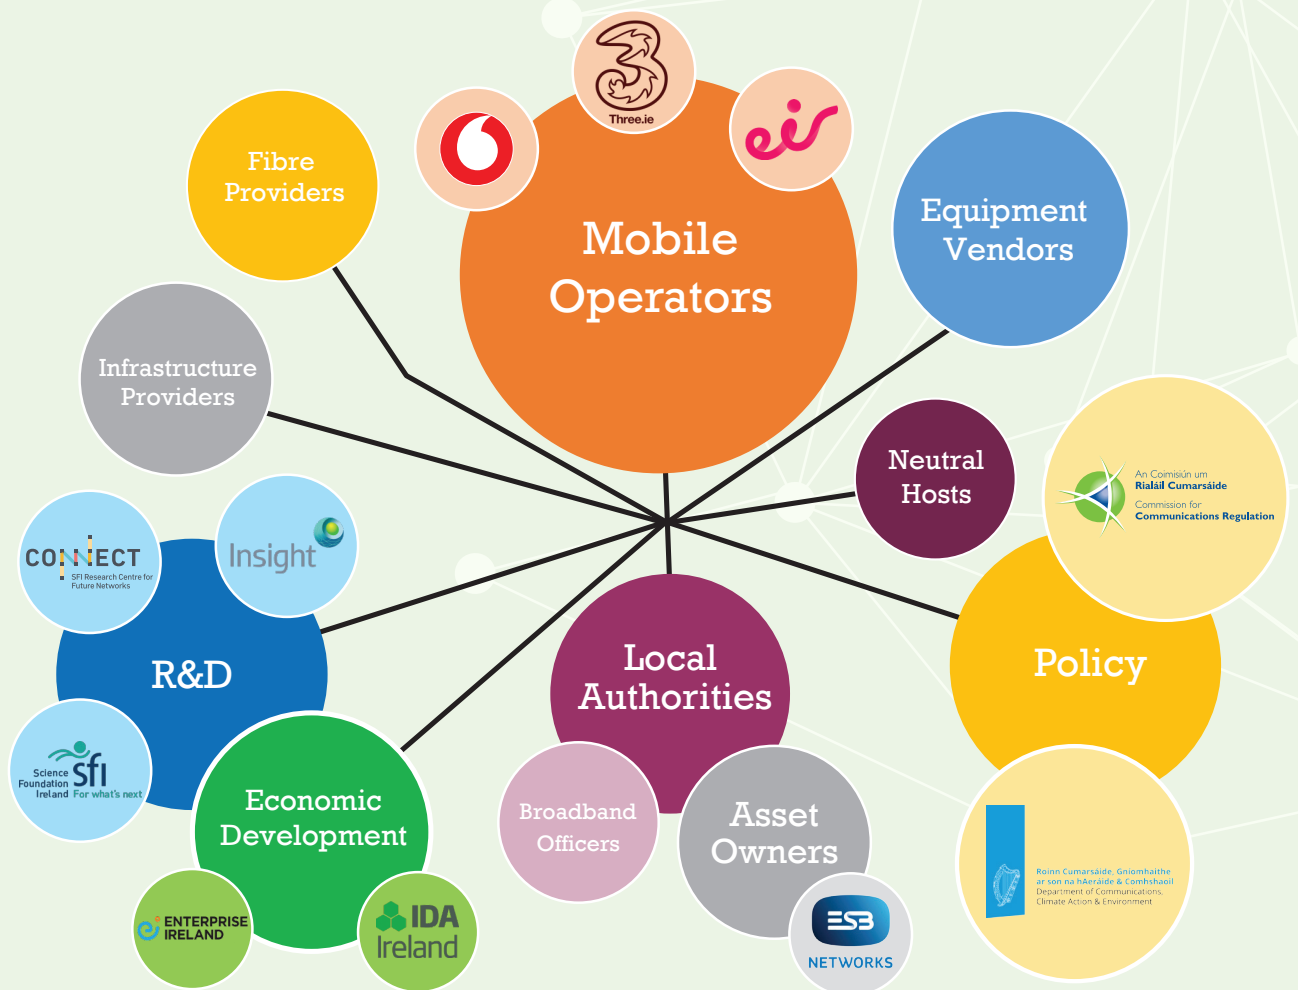 3
Three.ie
eir
Fibre
Providers
Mobile
Operators
Equipment
Vendors
Infrastructure
Providers
Neutral
Hosts
An Coimisiún um
Rialáil Cumarsáide
Commission for
Communications Regulation
CONNECT
SFI Research Centre for
Future Networks
Insight
R&D
Local
Authorities
Policy
Science
Foundation
Ireland
sfi
For what's next
Economic
Development
Broadband
Officers
Asset
Owners
Roinn Cumarsáide, Gníomhaithe
ar son na hAeráide & Comhshaoil
Department of Communications,
Climate Action & Environment
ENTERPRISE
IRELAND
IDA
Ireland
ESB
NETWORKS